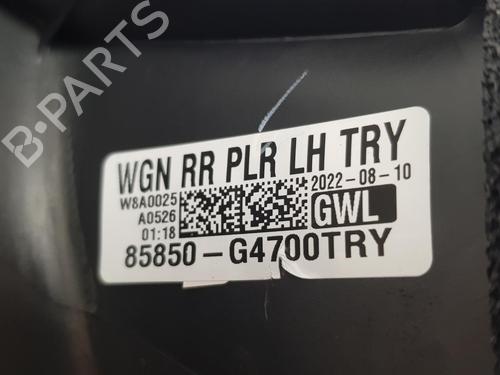 B-PARTS
WGN RR PLR LH TRY
W8A0025
A0526
01:18
2022-08-10
GWL
85850-G4700TRY